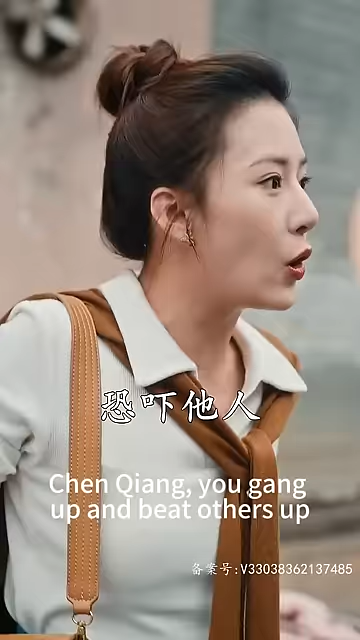 恐吓他人
Chen Qiang, you gang
up and beat others up
备案号:V33038362137485